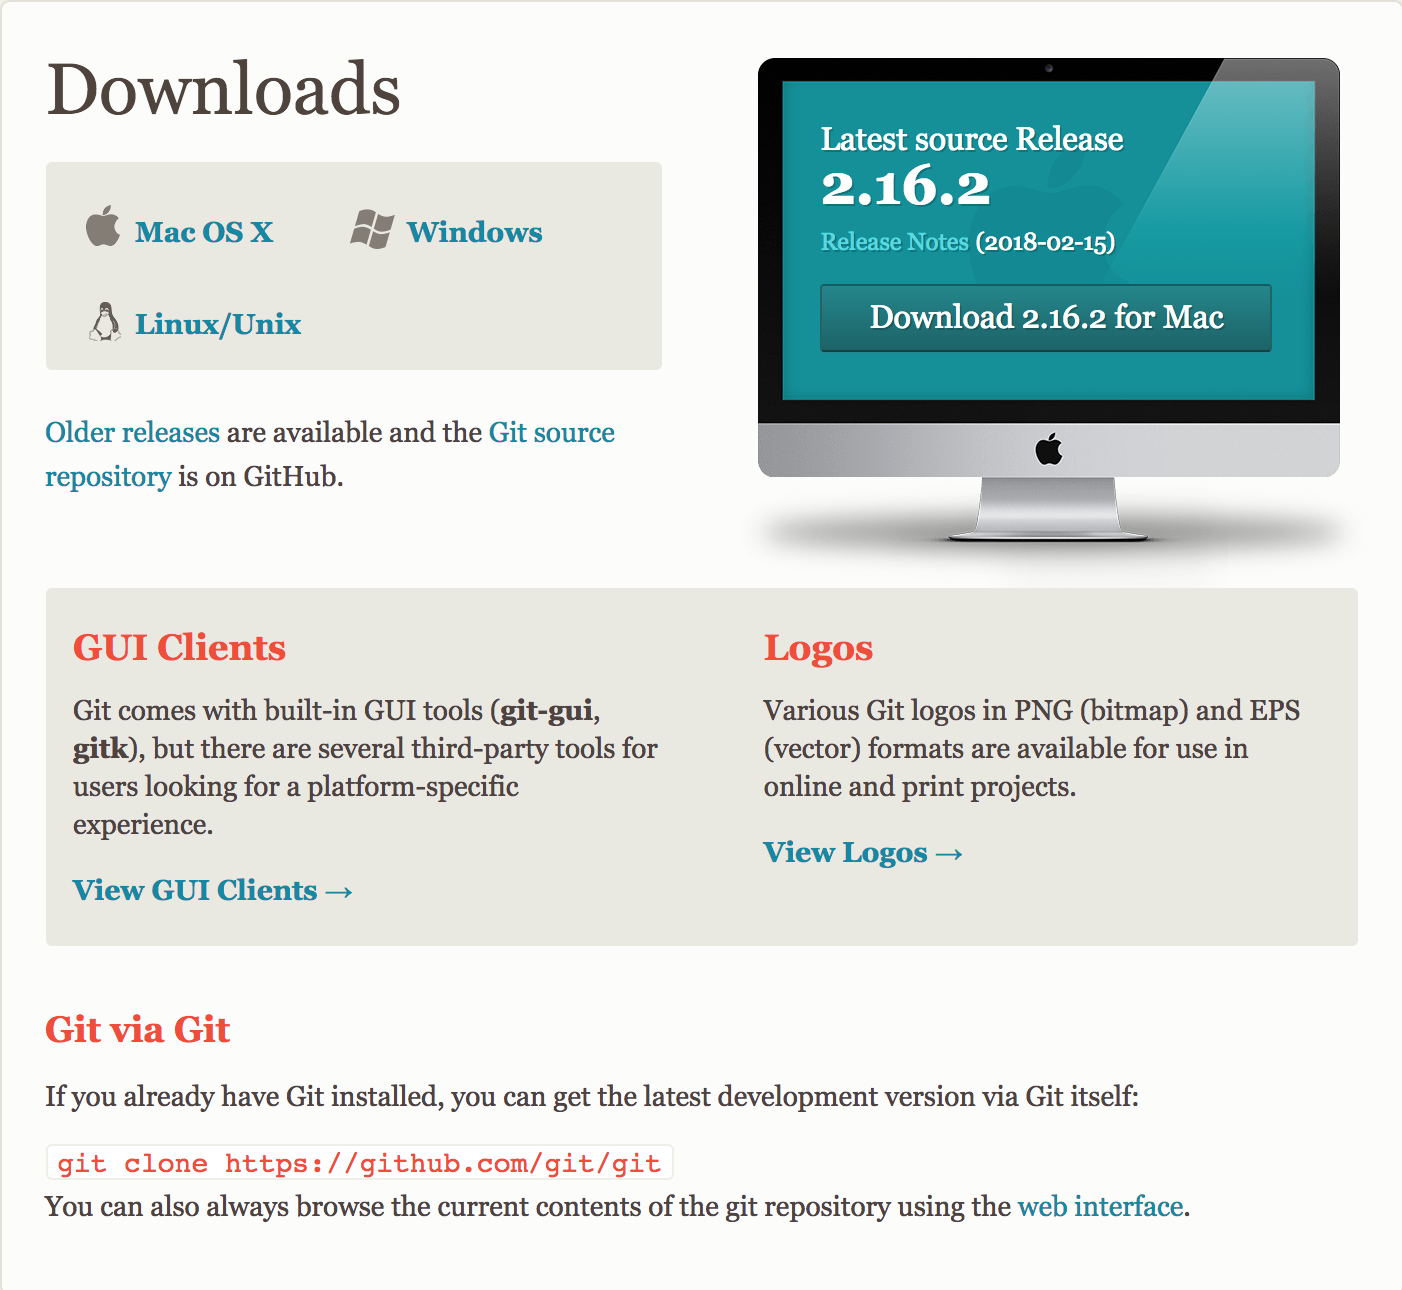 Downloads
Mac OS X
Windows
Linux/Unix
Older releases are available and the Git source
repository is on GitHub.
Latest source Release
2.16.2
Release Notes (2018-02-15)
Download 2.16.2 for Mac
GUI Clients
Git comes with built-in GUI tools (git-gui,
gitk), but there are several third-party tools for
users looking for a platform-specific
experience.
View GUI Clients →
Logos
Various Git logos in PNG (bitmap) and EPS
(vector) formats are available for use in
online and print projects.
View Logos →
Git via Git
If you already have Git installed, you can get the latest development version via Git itself:
git clone https://github.com/git/git
You can also always browse the current contents of the git repository using the web interface.